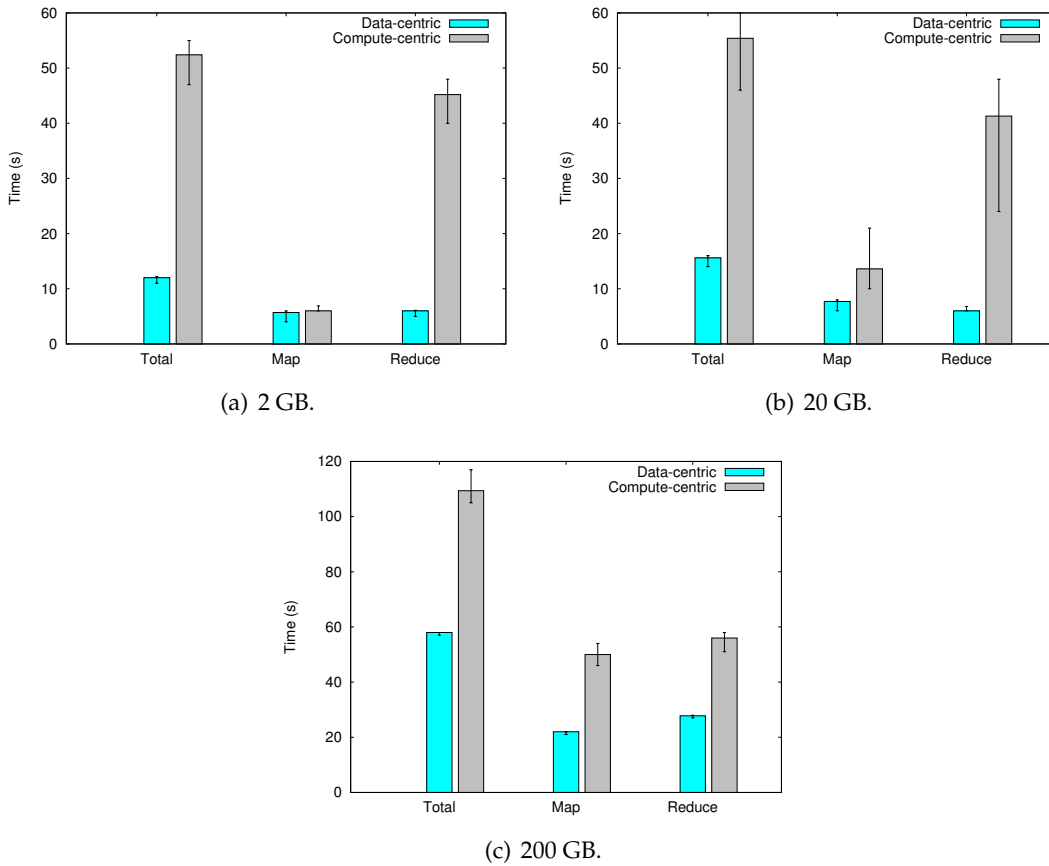 60
50
40
30
20
10
0
Time (s)
Data-centric
Compute-centric
Total Map Reduce
(a) 2 GB.
60
50
40
30
20
10
0
Time (s)
Data-centric
Compute-centric
Total Map Reduce
(b) 20 GB.
120
100
80
60
40
20
0
Time (s)
Data-centric
Compute-centric
Total Map Reduce
(c) 200 GB.